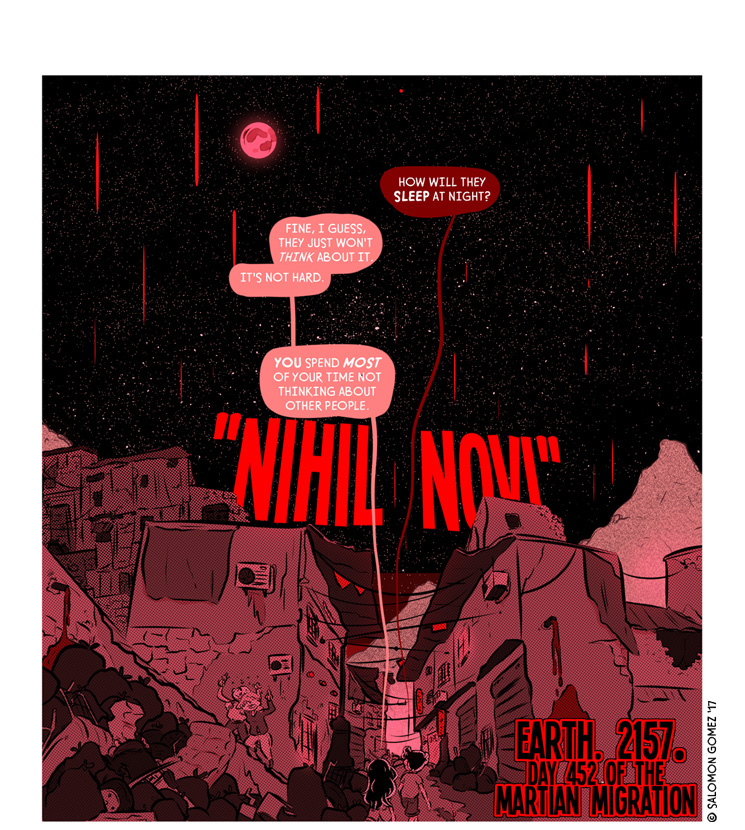 HOW WILL THEY
SLEEP AT NIGHT?
FINE, I GUESS,
THEY JUST WON'T
THINK ABOUT IT.
IT'S NOT HARD.
YOU SPEND MOST
OF YOUR TIME NOT
THINKING ABOUT
OTHER PEOPLE.
"NIHIL NOVI"
EARTH. 2157.
DAY 452 OF THE
MARTIAN MIGRATION
© SALOMON GOMEZ '17